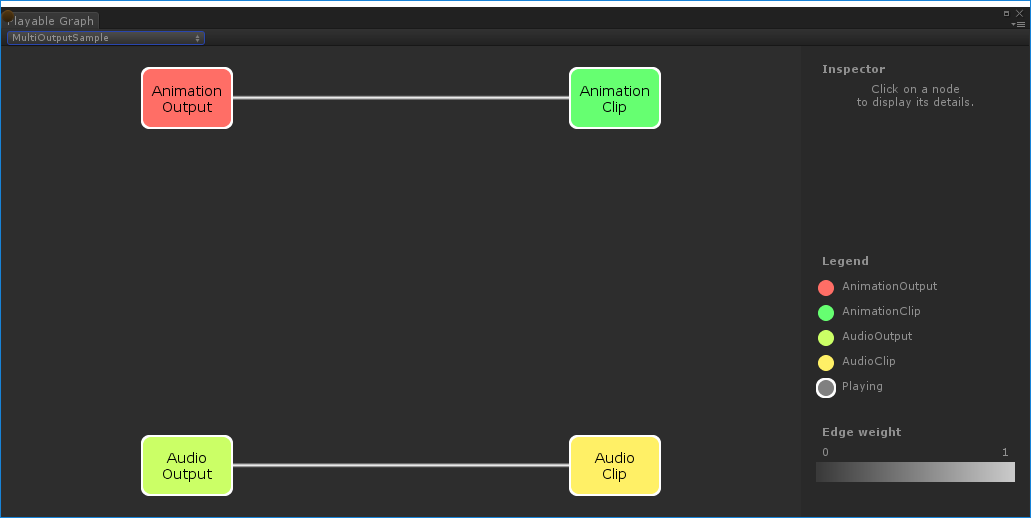 Playable Graph
MultiOutputSample
Animation
Output
Animation
Clip
Audio
Output
Audio
Clip
Inspector
Click on a node
to display its details.
Legend
AnimationOutput
AnimationClip
AudioOutput
AudioClip
Playing
Edge weight
0 1